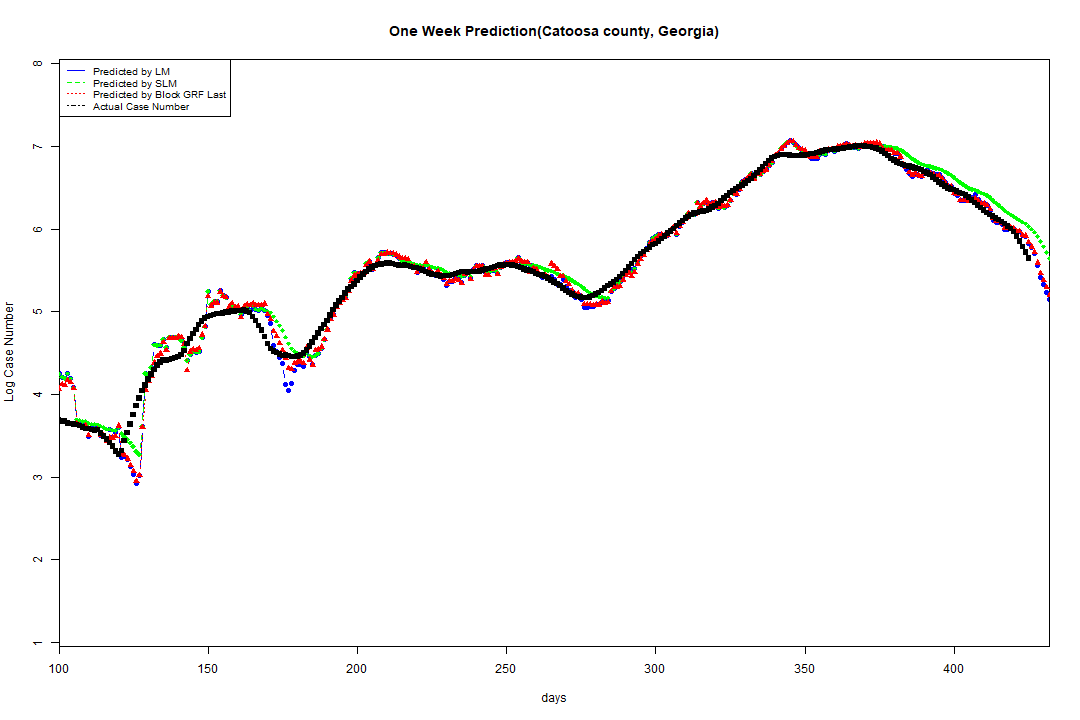 One Week Prediction(Catoosa county, Georgia)
Predicted by LM
Predicted by SLM
Predicted by Block GRF Last
Actual Case Number
8
7
6
5
4
3
2
1
Log Case Number
100 150 200 250 300 350 400
days